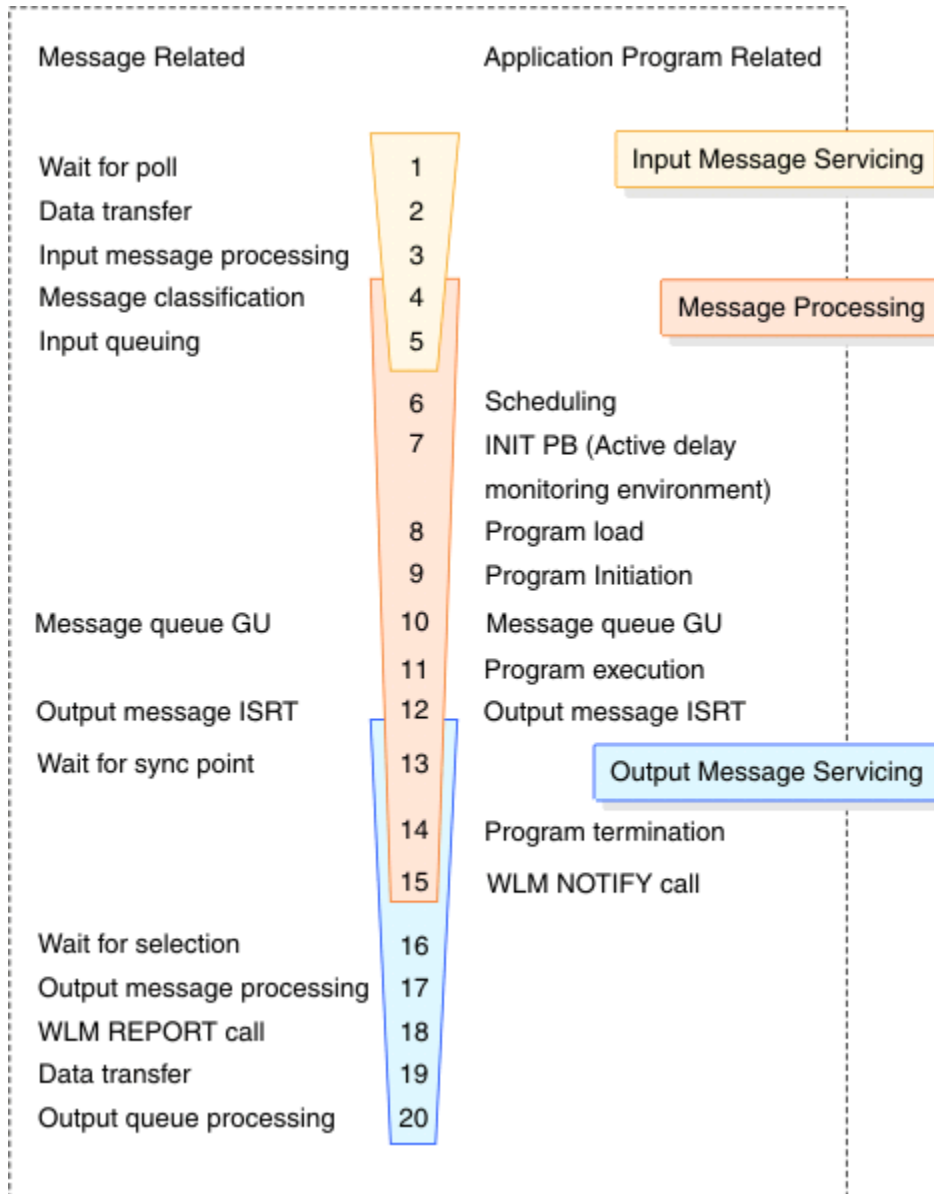 Message Related Application Program Related
Wait for poll 1 Input Message Servicing
Data transfer 2
Input message processing 3
Message classification 4 Message Processing
Input queuing 5
6 Scheduling
7 INIT PB (Active delay
monitoring environment)
8 Program load
9 Program Initiation
Message queue GU 10 Message queue GU
11 Program execution
Output message ISRT 12 Output message ISRT
Wait for sync point 13 Output Message Servicing
14 Program termination
15 WLM NOTIFY call
Wait for selection 16
Output message processing 17
WLM REPORT call 18
Data transfer 19
Output queue processing 20